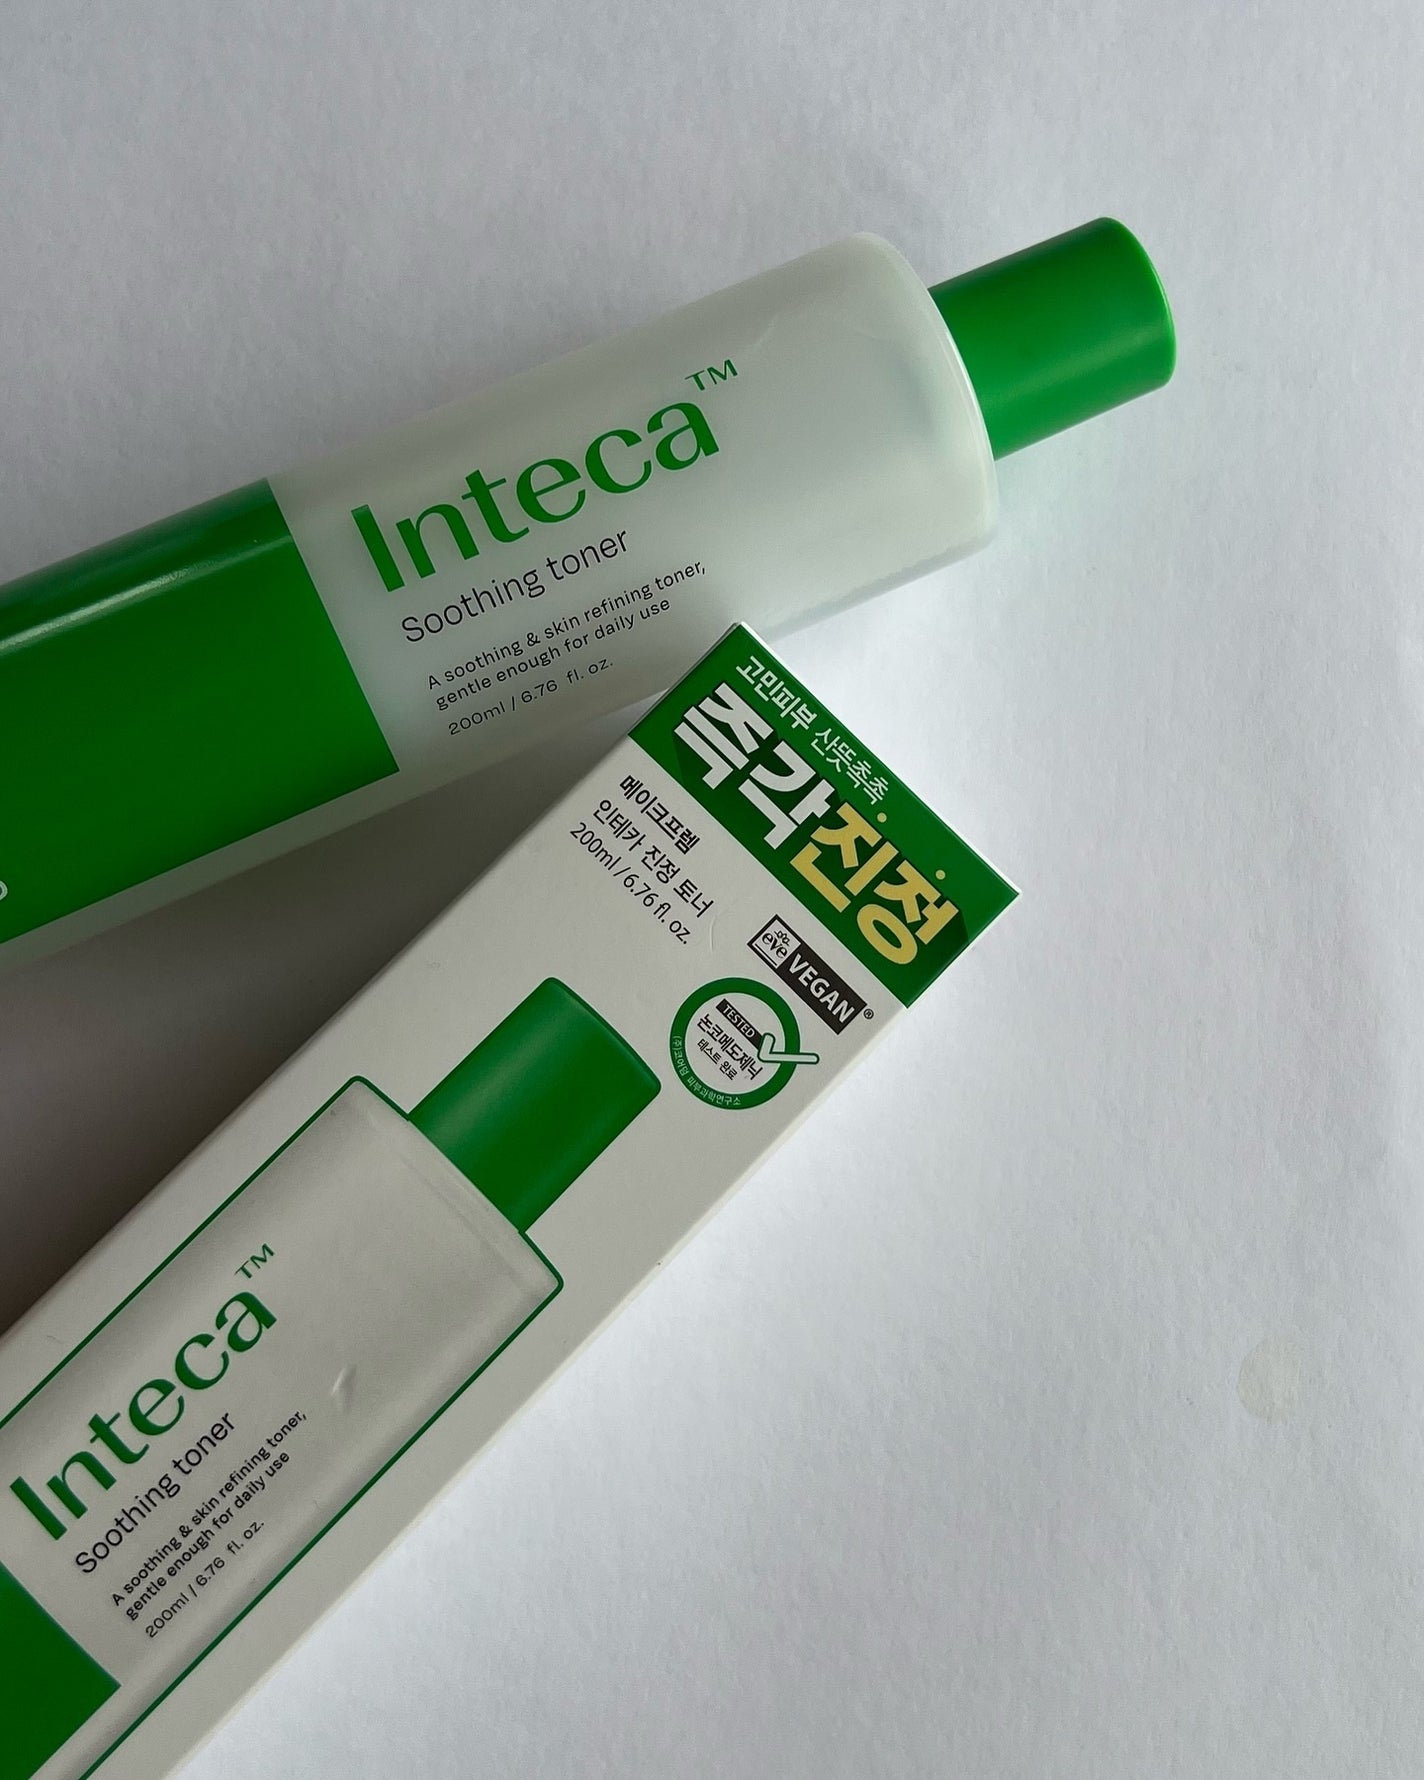 Inteca™
Soothing toner
A soothing & skin refining toner,
gentle enough for daily use
200ml / 6.76 fl. oz.
고민피부 산뜻촉촉
즉각진정
메이크프렘
인테카 진정 토너
200ml / 6.76 fl. oz.
eve VEGAN®
TESTED
논코메도제닉
테스트 완료
피부과학연구소
Inteca™
Soothing toner
A soothing & skin refining toner,
gentle enough for daily use
200ml / 6.76 fl. oz.